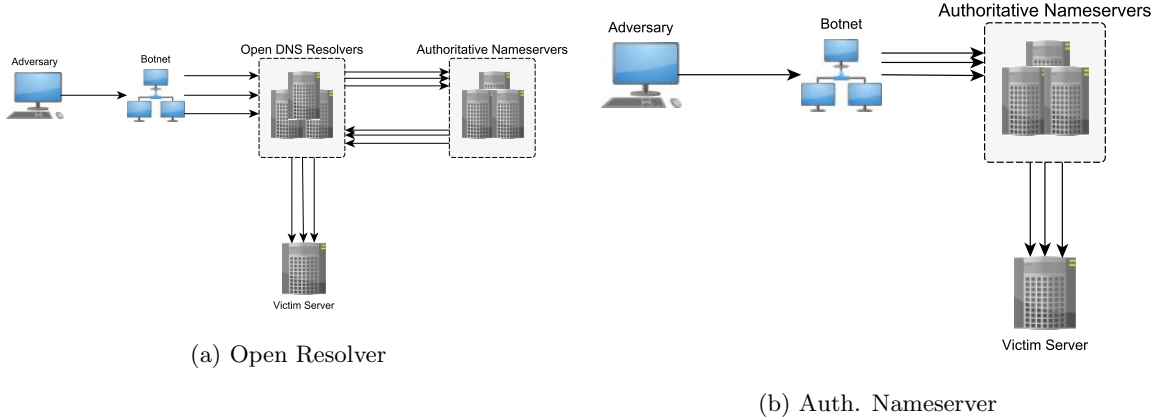 Adversary
Botnet
Open DNS Resolvers
Authoritative Nameservers
Victim Server
(a) Open Resolver
Adversary
Botnet
Authoritative Nameservers
Victim Server
(b) Auth. Nameserver